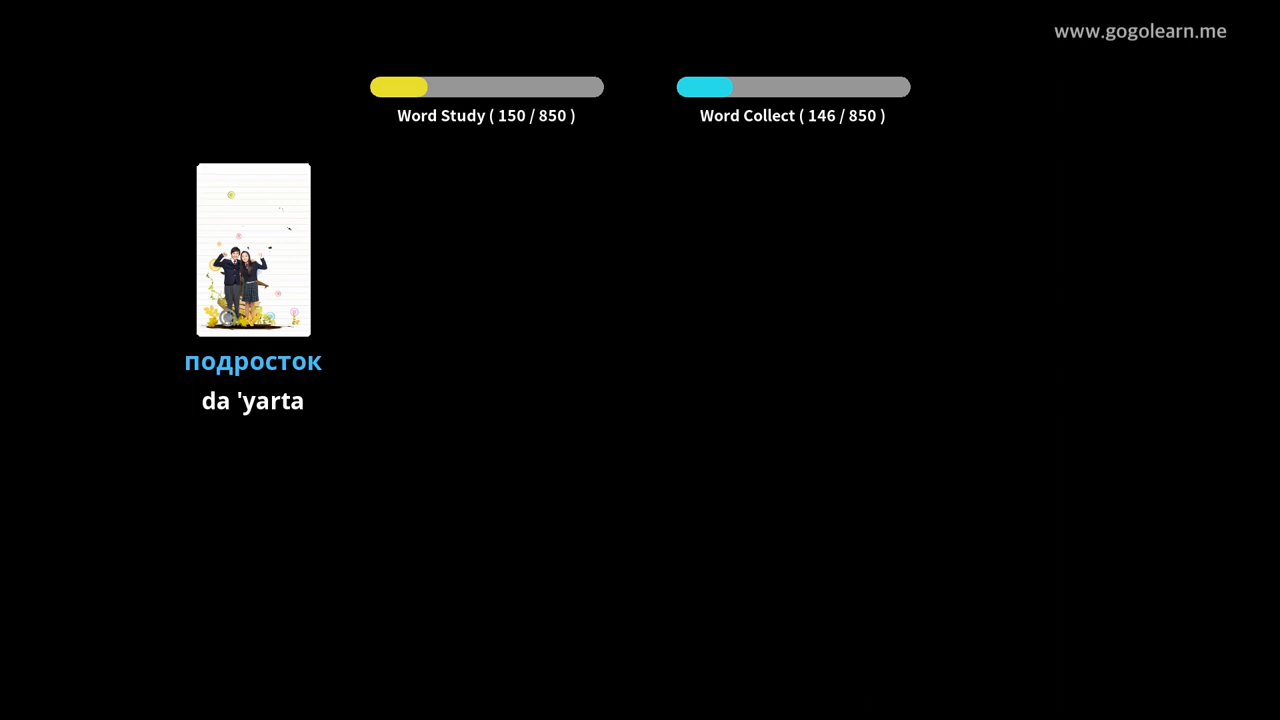 www.gogolearn.me
Word Study ( 150 / 850 )
Word Collect ( 146 / 850 )
подросток
da 'yarta